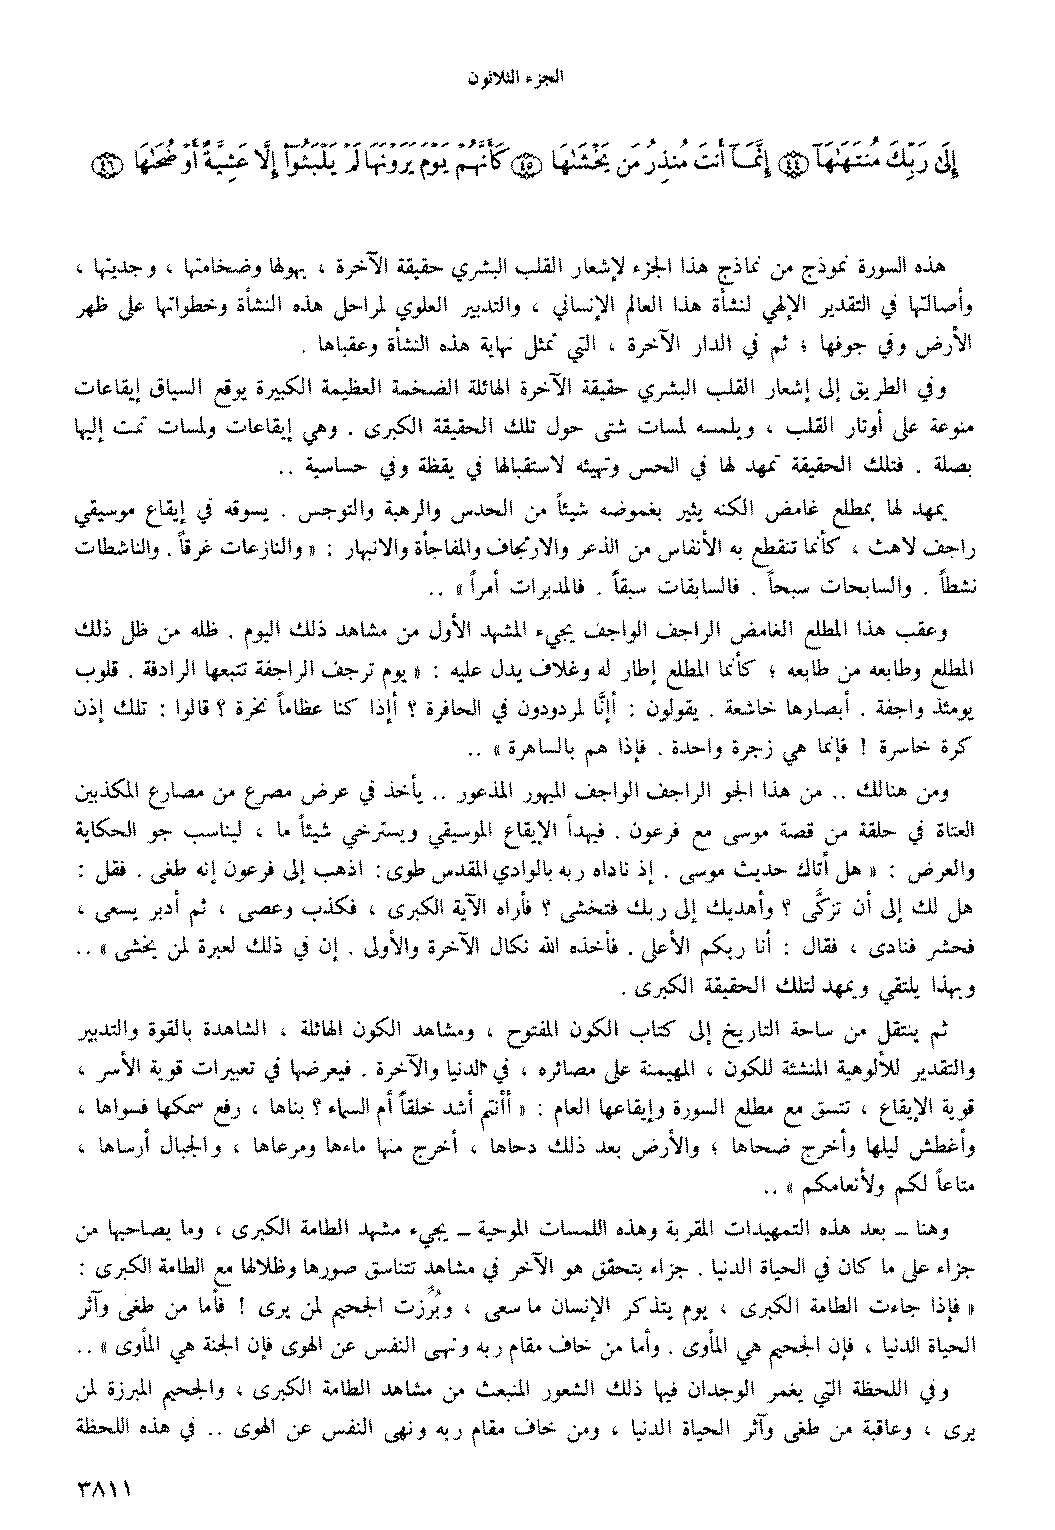 الجزء الثلاثون
إِلَىٰ رَبِّكَ مُنتَهَىٰهَآ ﴿٤٤﴾ إِنَّمَآ أَنتَ مُنذِرُ مَن يَخْشَىٰهَا ﴿٤٥﴾ كَأَنَّهُمْ يَوْمَ يَرَوْنَهَا لَمْ يَلْبَثُوٓا۟ إِلَّا عَشِيَّةً أَوْ ضُحَىٰهَا ﴿٤٦﴾
هذه السورة نموذج من نماذج هذا الجزء لإشعار القلب البشري حقيقة الآخرة ، بهولها وضخامتها ، وجديتها ،
وأصالتها في التقدير الإلهي لنشأة هذا العالم الإنساني ، والتدبير العلوي لمراحل هذه النشأة وخطواتها على ظهر
الأرض وفي جوفها ؛ ثم في الدار الآخرة ، التي تمثل نهاية هذه النشأة وعقباها .
وفي الطريق إلى إشعار القلب البشري حقيقة الآخرة الهائلة الضخمة العظيمة الكبيرة يوقع السياق إيقاعات
منوعة على أوتار القلب ، ويلمسه لمسات شتى حول تلك الحقيقة الكبرى . وهي إيقاعات ولمسات تمت إليها
بصلة . فتلك الحقيقة تمهد لها في الحس وتهيئه لاستقبالها في يقظة وفي حساسية ..
يمهد لها بمطلع غامض الكنه يثير بغموضه شيئاً من الحدس والرهبة والتوجس . يسوقه في إيقاع موسيقي
راجف لاهث ، كأنما تنقطع به الأنفاس من الذعر والارتجاف والمفاجأة والانبهار : « والنازعات غرقاً . والناشطات
نشطاً . والسابحات سبحاً . فالسابقات سبقاً . فالمدبرات أمراً » ..
وعقب هذا المطلع الغامض الراجف الواجف يجيء المشهد الأول من مشاهد ذلك اليوم . ظله من ظل ذلك
المطلع وطابعه من طابعه ؛ كأنما المطلع إطار له وغلاف يدل عليه : « يوم ترجف الراجفة تتبعها الرادفة . قلوب
يومئذ واجفة . أبصارها خاشعة . يقولون : أإنَّا لمردودون في الحافرة ؟ أإذا كنا عظاماً نخرة ؟ قالوا : تلك إذن
كرة خاسرة ! فإنما هي زجرة واحدة . فإذا هم بالساهرة » ..
ومن هنالك .. من هذا الجو الراجف الواجف المبهور المذعور .. يأخذ في عرض مصرع من مصارع المكذبين
العتاة في حلقة من قصة موسى مع فرعون . فيهدأ الإيقاع الموسيقي ويسترخي شيئاً ما ، ليناسب جو الحكاية
والعرض : « هل أتاك حديث موسى . إذ ناداه ربه بالوادي المقدس طوى : اذهب إلى فرعون إنه طغى . فقل :
هل لك إلى أن تزكَّى ؟ وأهديك إلى ربك فتخشى ؟ فأراه الآية الكبرى ، فكذب وعصى ، ثم أدبر يسعى ،
فحشر فنادى ، فقال : أنا ربكم الأعلى . فأخذه الله نكال الآخرة والأولى . إن في ذلك لعبرة لمن يخشى » ..
وبهذا يلتقي ويمهد لتلك الحقيقة الكبرى .
ثم ينتقل من ساحة التاريخ إلى كتاب الكون المفتوح ، ومشاهد الكون الهائلة ، الشاهدة بالقوة والتدبير
والتقدير للألوهية المنشئة للكون ، المهيمنة على مصائره ، في الدنيا والآخرة . فيعرضها في تعبيرات قوية الأسر ،
قوية الإيقاع ، تتسق مع مطلع السورة وإيقاعها العام : « أأنتم أشد خلقاً أم السماء ؟ بناها ، رفع سمكها فسواها ،
وأغطش ليلها وأخرج ضحاها ؛ والأرض بعد ذلك دحاها ، أخرج منها ماءها ومرعاها ، والجبال أرساها ،
متاعاً لكم ولأنعامكم » ..
وهنا ــ بعد هذه التمهيدات المقربة وهذه اللمسات الموحية ــ يجيء مشهد الطامة الكبرى ، وما يصاحبها من
جزاء على ما كان في الحياة الدنيا . جزاء يتحقق هو الآخر في مشاهد تتناسق صورها وظلالها مع الطامة الكبرى :
« فإذا جاءت الطامة الكبرى ، يوم يتذكر الإنسان ما سعى ، وبُرِّزت الجحيم لمن يرى ! فأما من طغى وآثر
الحياة الدنيا ، فإن الجحيم هي المأوى . وأما من خاف مقام ربه ونهى النفس عن الهوى فإن الجنة هي المأوى » ..
وفي اللحظة التي يغمر الوجدان فيها ذلك الشعور المنبعث من مشاهد الطامة الكبرى ، والجحيم المبرزة لمن
يرى ، وعاقبة من طغى وآثر الحياة الدنيا ، ومن خاف مقام ربه ونهى النفس عن الهوى .. في هذه اللحظة
٣٨١١